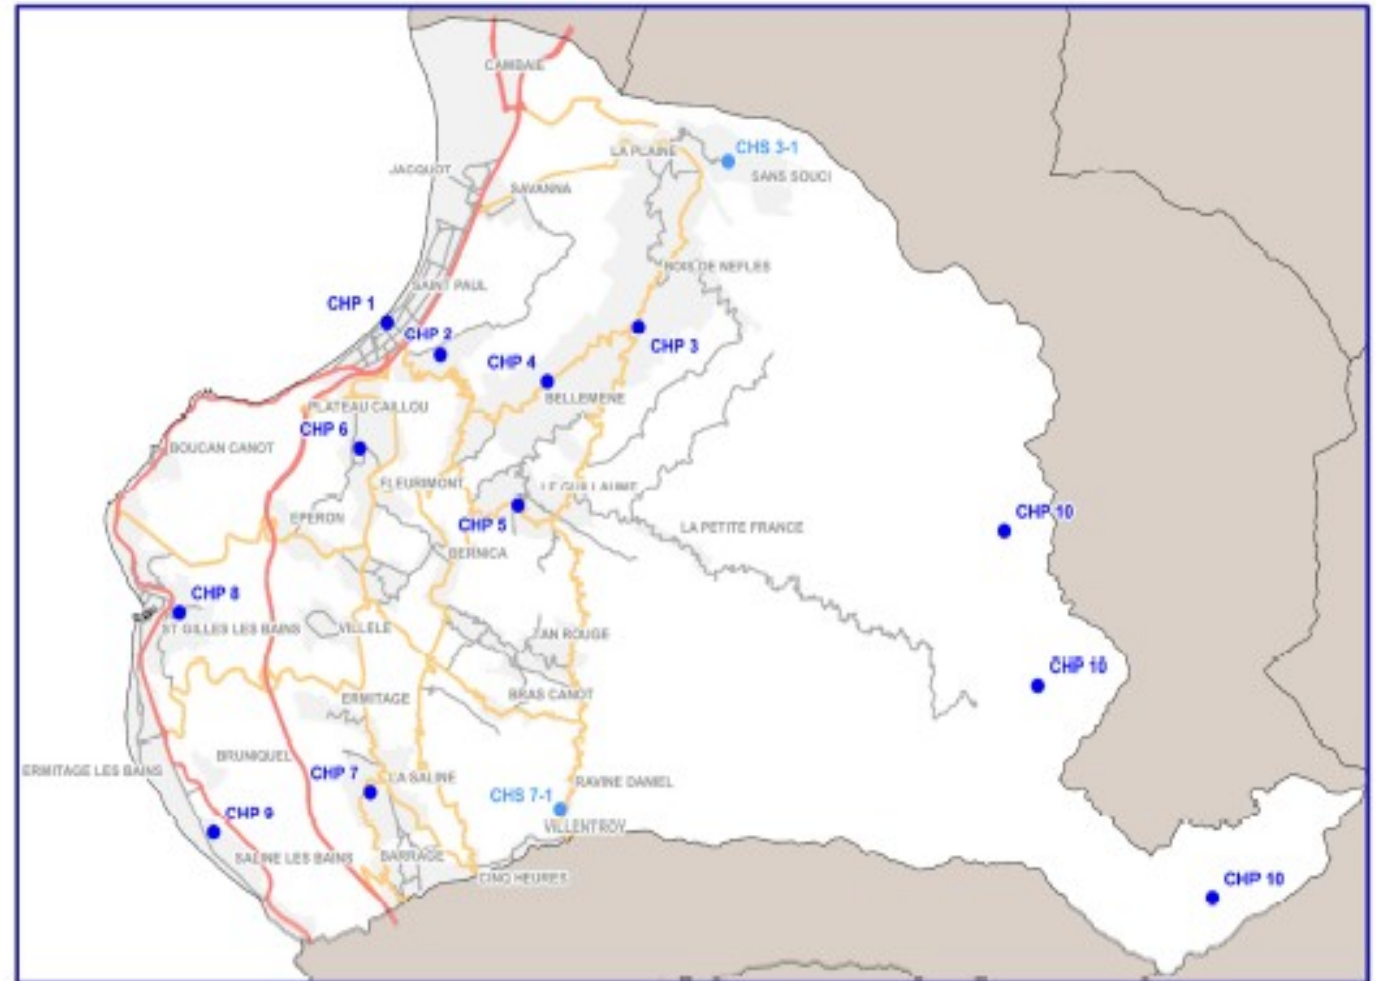 CAMBAIE
LA PLAINE
CHS 3-1
JACQUOT
SANS SOUCI
SAVANNA
BOIS DE NEFLES
SAINT PAUL
CHP 1
CHP 2
CHP 3
CHP 4
BELLEMENE
PLATEAU CAILLOU
CHP 6
BOUCAN CANOT
FLEURIMONT
LE GUILLAUME
CHP 10
EPERON
CHP 5
LA PETITE FRANCE
BERNICA
CHP 8
ST GILLES LES BAINS
VILLELE
TAN ROUGE
CHP 10
ERMITAGE
BRAS CANOT
BRUNIQUEL
ERMITAGE LES BAINS
CHP 7
LA SALINE
RAVINE DANIEL
CHS 7-1
CHP 9
VILLENTROY
SALINE LES BAINS
BARRAGE
CINQ HEURES
CHP 10